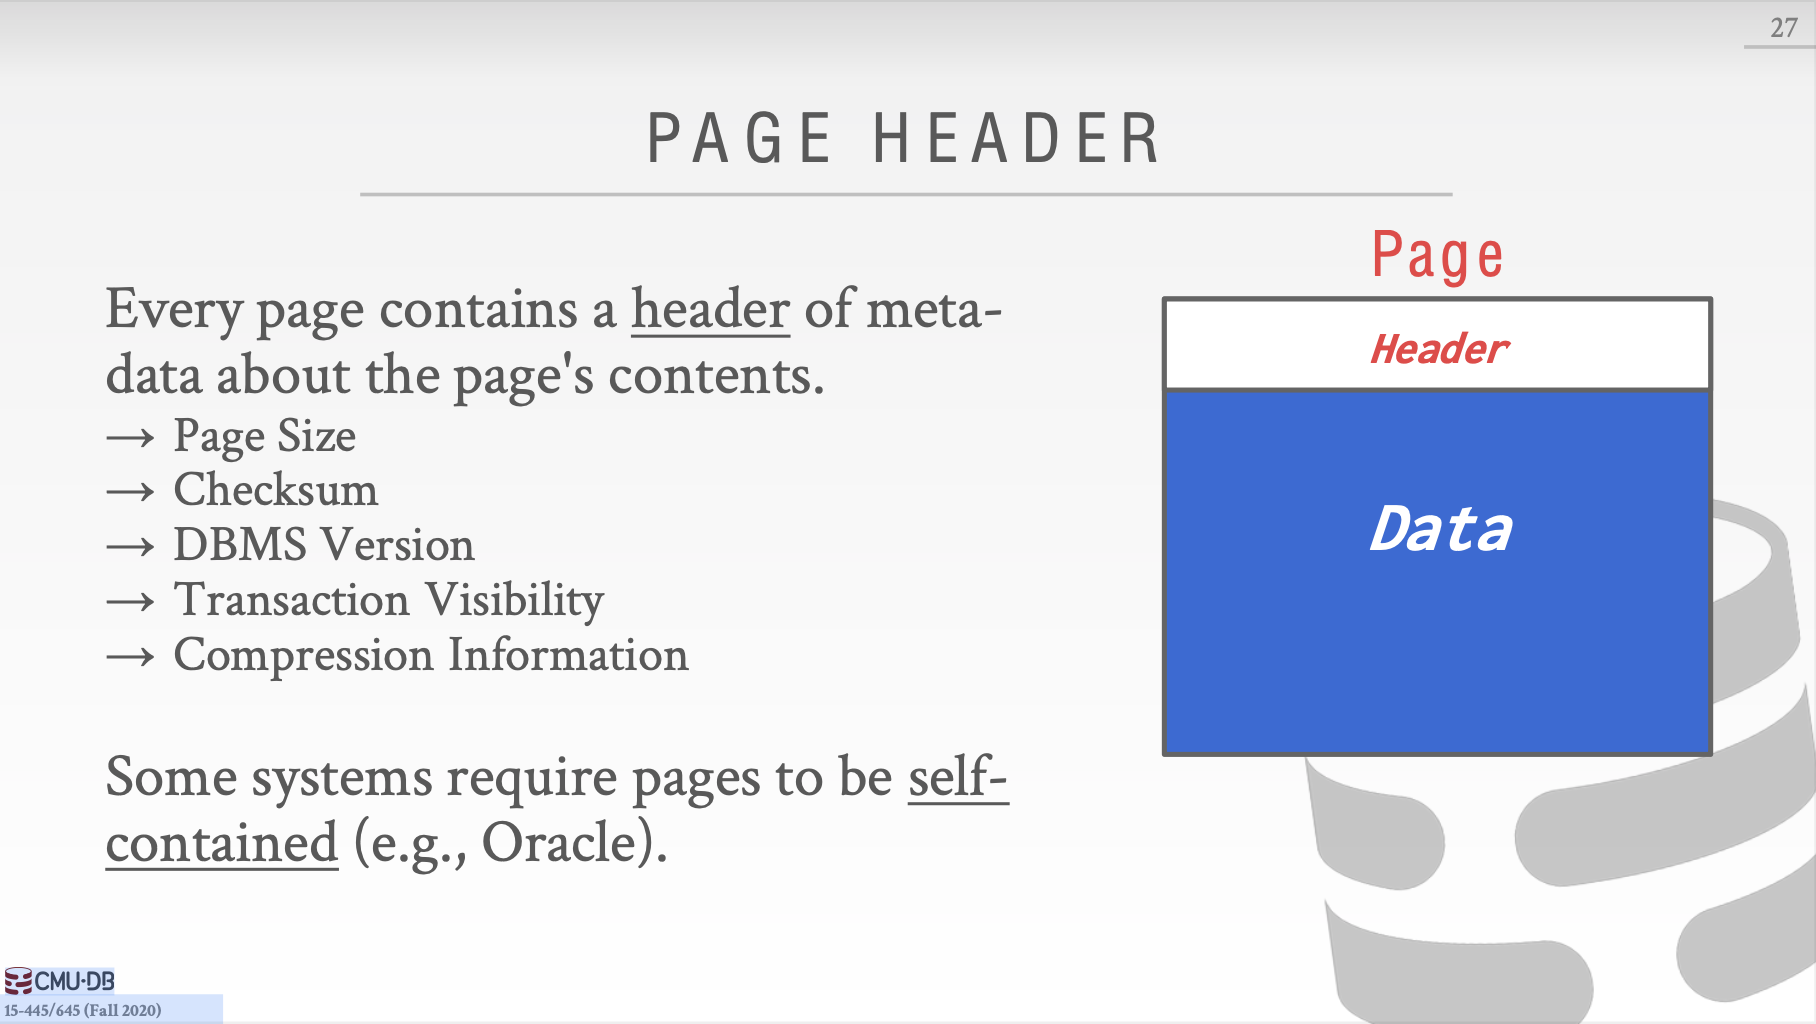 27
PAGE HEADER
Every page contains a header of meta-
data about the page's contents.
→ Page Size
→ Checksum
→ DBMS Version
→ Transaction Visibility
→ Compression Information
Some systems require pages to be self-
contained (e.g., Oracle).
Page
Header
Data
CMU·DB
15-445/645 (Fall 2020)